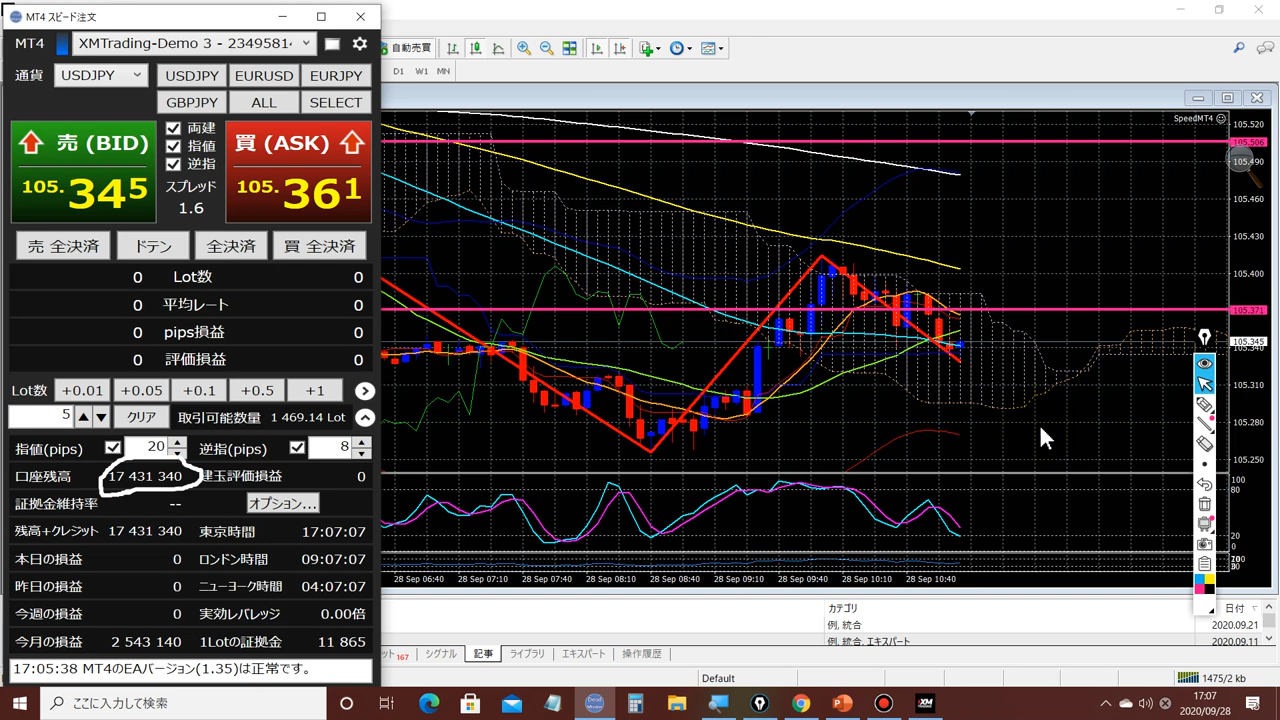 MT4 スピード注文
MT4 XMTrading-Demo 3 - 23495814
通貨 USDJPY USDJPY EURUSD EURJPY
GBPJPY ALL SELECT
売 (BID) 両建 買 (ASK)
指値
逆指
105. 34 5 スプレッド 105. 36 1
1.6
売 全決済 ドテン 全決済 買 全決済
0 Lot数 0
0 平均レート 0
0 pips損益 0
0 評価損益 0
Lot数 +0.01 +0.05 +0.1 +0.5 +1
5 クリア 取引可能数量 1 469.14 Lot
指値(pips) 20 逆指(pips) 8
口座残高 17 431 340 建玉評価損益 0
証拠金維持率 -- オプション...
残高+クレジット 17 431 340 東京時間 17:07:07
本日の損益 0 ロンドン時間 09:07:07
昨日の損益 0 ニューヨーク時間 04:07:07
今週の損益 0 実効レバレッジ 0.00倍
今月の損益 2 543 140 1Lotの証拠金 11 865
17:05:38 MT4のEAバージョン(1.35)は正常です。
自動売買
D1 W1 MN
SpeedMT4
105.520
105.506
105.490
105.460
105.430
105.400
105.371
105.345
105.340
105.310
105.280
105.250
80
20
0
28 Sep 06:40 28 Sep 07:10 28 Sep 07:40 28 Sep 08:10 28 Sep 08:40 28 Sep 09:10 28 Sep 09:40 28 Sep 10:10 28 Sep 10:40
カテゴリ 日付
例, 統合 2020.09.21
例, 統合, エキスパート 2020.09.11
ット 167 シグナル 記事 ライブラリ エキスパート 操作履歴
Default 1475/2 kb
ここに入力して検索
17:07
2020/09/28